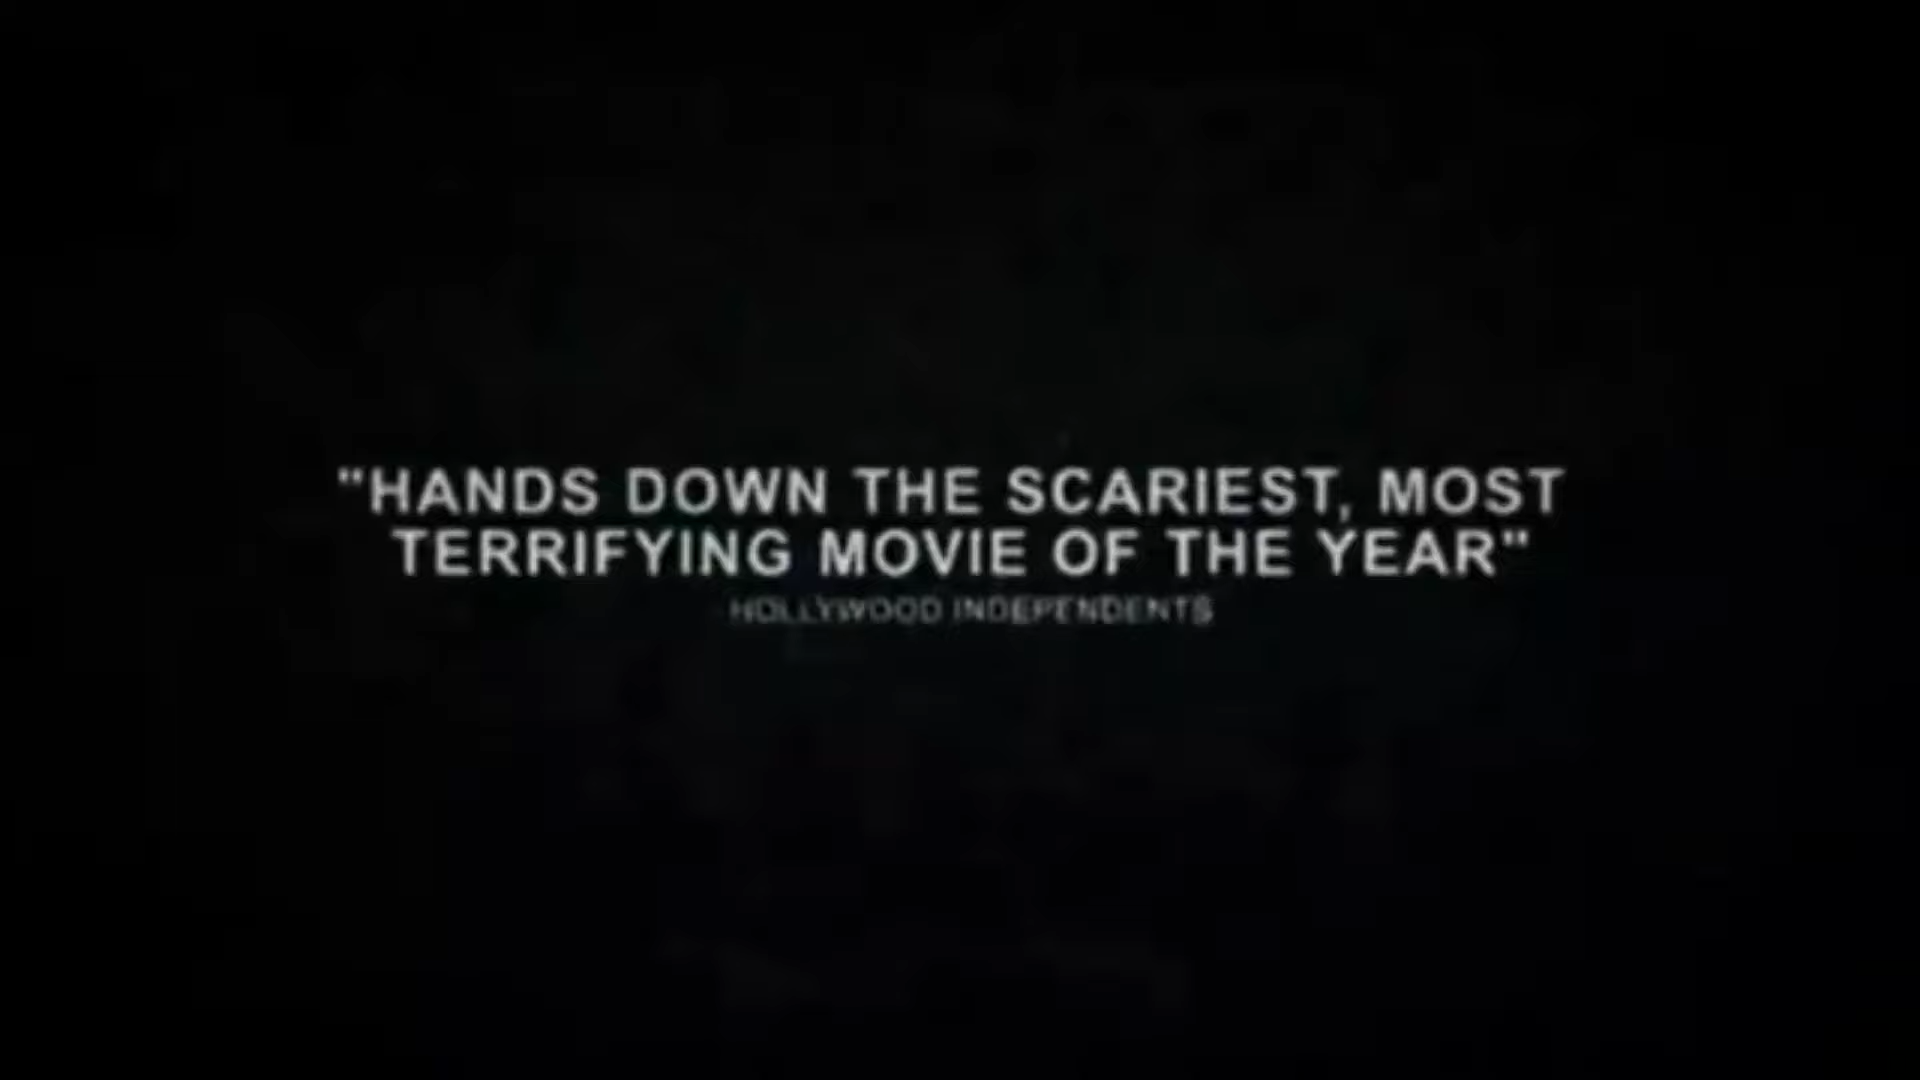 "HANDS DOWN THE SCARIEST, MOST
TERRIFYING MOVIE OF THE YEAR"
HOLLYWOOD INDEPENDENTS